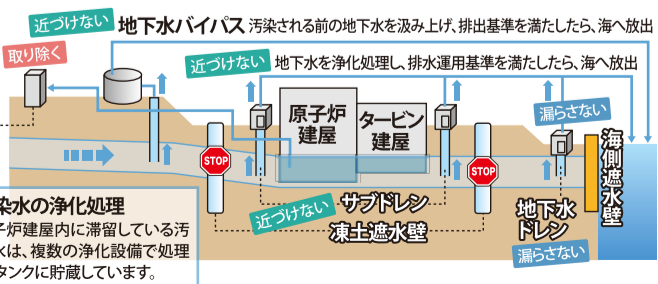 近づけない 地下水バイパス 汚染される前の地下水を汲み上げ、排出基準を満たしたら、海へ放出
取り除く
近づけない 地下水を浄化処理し、排水運用基準を満たしたら、海へ放出
原子炉
建屋
タービン
建屋
漏らさない
STOP
STOP
海側遮水壁
近づけない
サブドレン
凍土遮水壁
地下水
ドレン
漏らさない
染水の浄化処理
子炉建屋内に滞留している汚
水は、複数の浄化設備で処理
タンクに貯蔵しています。